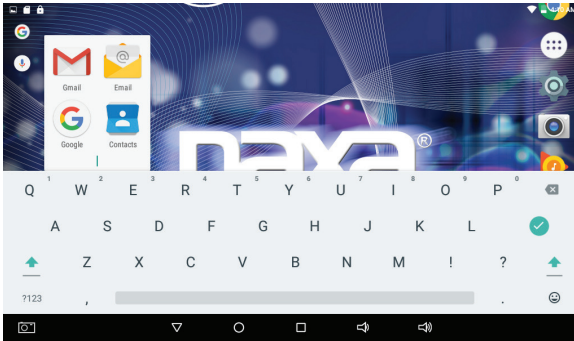 Gmail Email
Google Contacts
naxa®
1 2 3 4 5 6 7 8 9 0
Q W E R T Y U I O P
A S D F G H J K L
Z X C V B N M ! ?
?123 , .